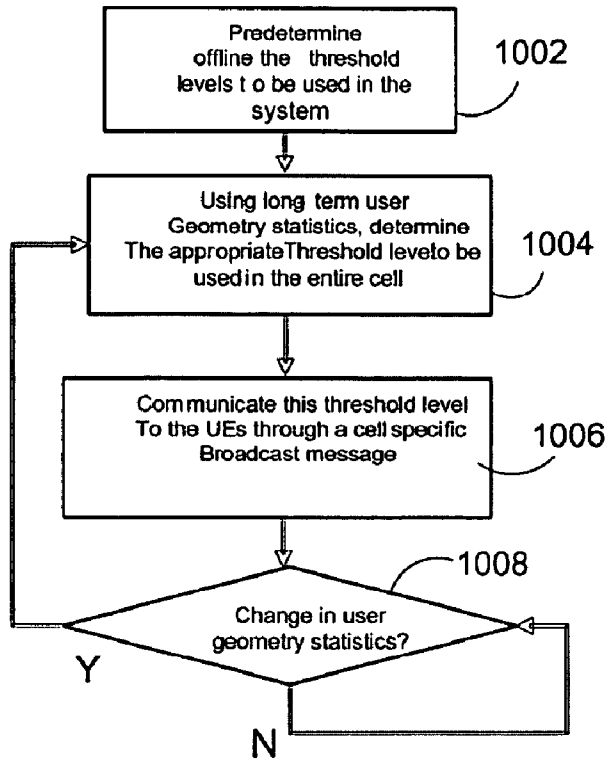 Predetermine
offline the threshold
levels t o be used in the
system
1002
Using long term user
Geometry statistics, determine
The appropriateThreshold levelto be
used in the entire cell
1004
Communicate this threshold level
To the UEs through a cell specific
Broadcast message
1006
1008
Change in user
geometry statistics?
Y
N